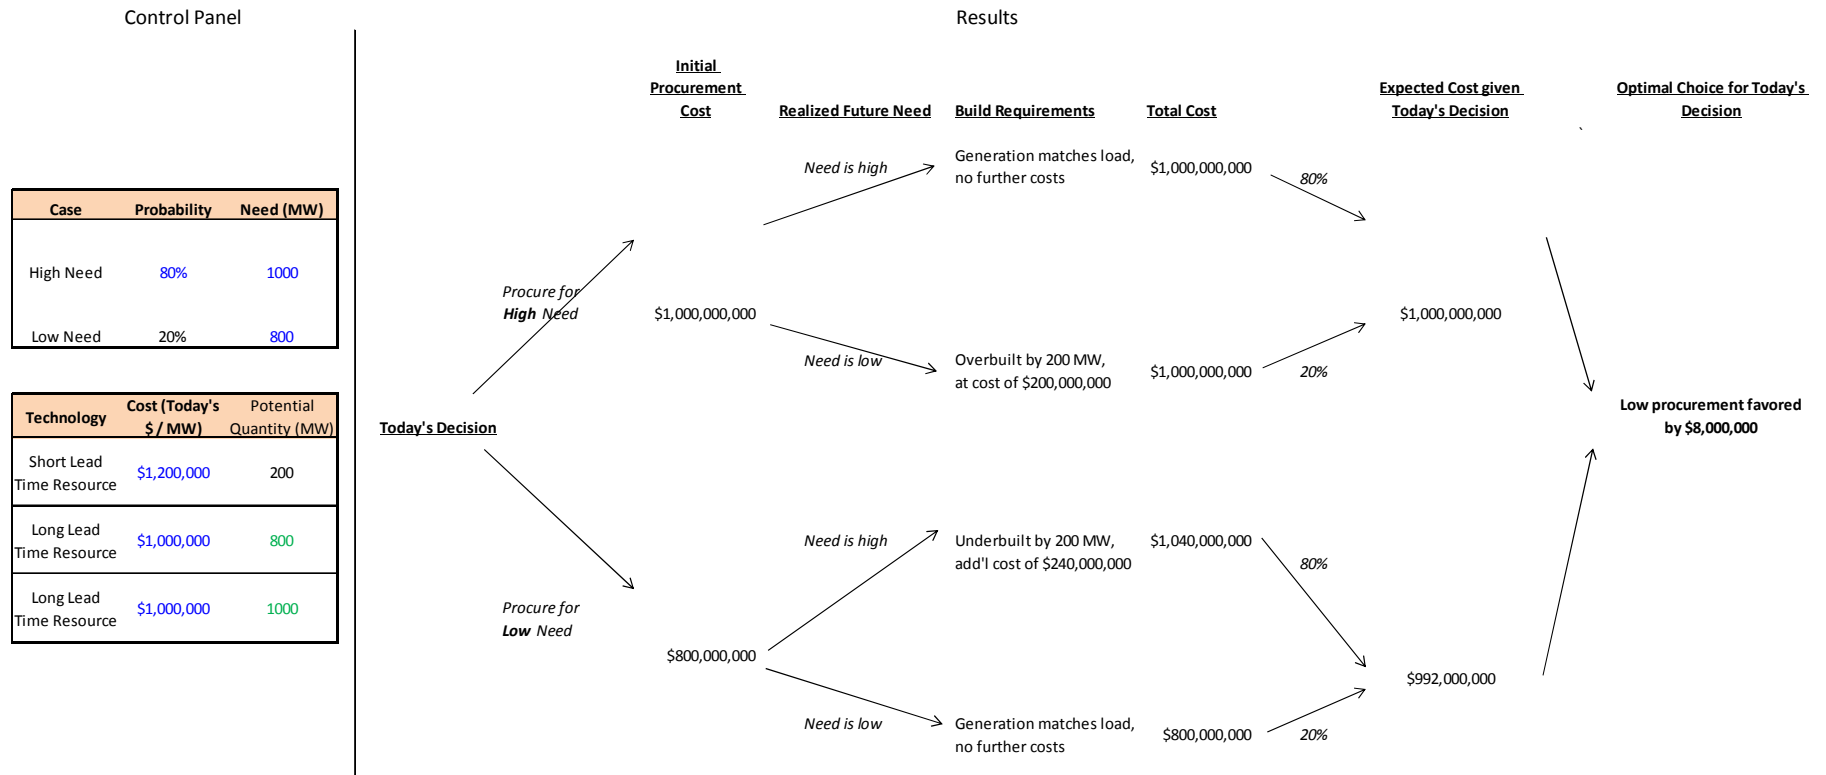 Control Panel
Results
Initial
Procurement
Cost
Realized Future Need
Build Requirements
Total Cost
Expected Cost given
Today's Decision
Optimal Choice for Today's
Decision
`
Case Probability Need (MW)
High Need 80% 1000
Low Need 20% 800
Technology
Cost (Today's
$ / MW)
Potential
Quantity (MW)
Short Lead
Time Resource
$1,200,000
200
Long Lead
Time Resource
$1,000,000
800
Long Lead
Time Resource
$1,000,000
1000
Today's Decision
Procure for
High Need
$1,000,000,000
Need is high
Generation matches load,
no further costs
$1,000,000,000
80%
Need is low
Overbuilt by 200 MW,
at cost of $200,000,000
$1,000,000,000
20%
$1,000,000,000
Procure for
Low Need
$800,000,000
Need is high
Underbuilt by 200 MW,
add'l cost of $240,000,000
$1,040,000,000
80%
Need is low
Generation matches load,
no further costs
$800,000,000
20%
$992,000,000
Low procurement favored
by $8,000,000